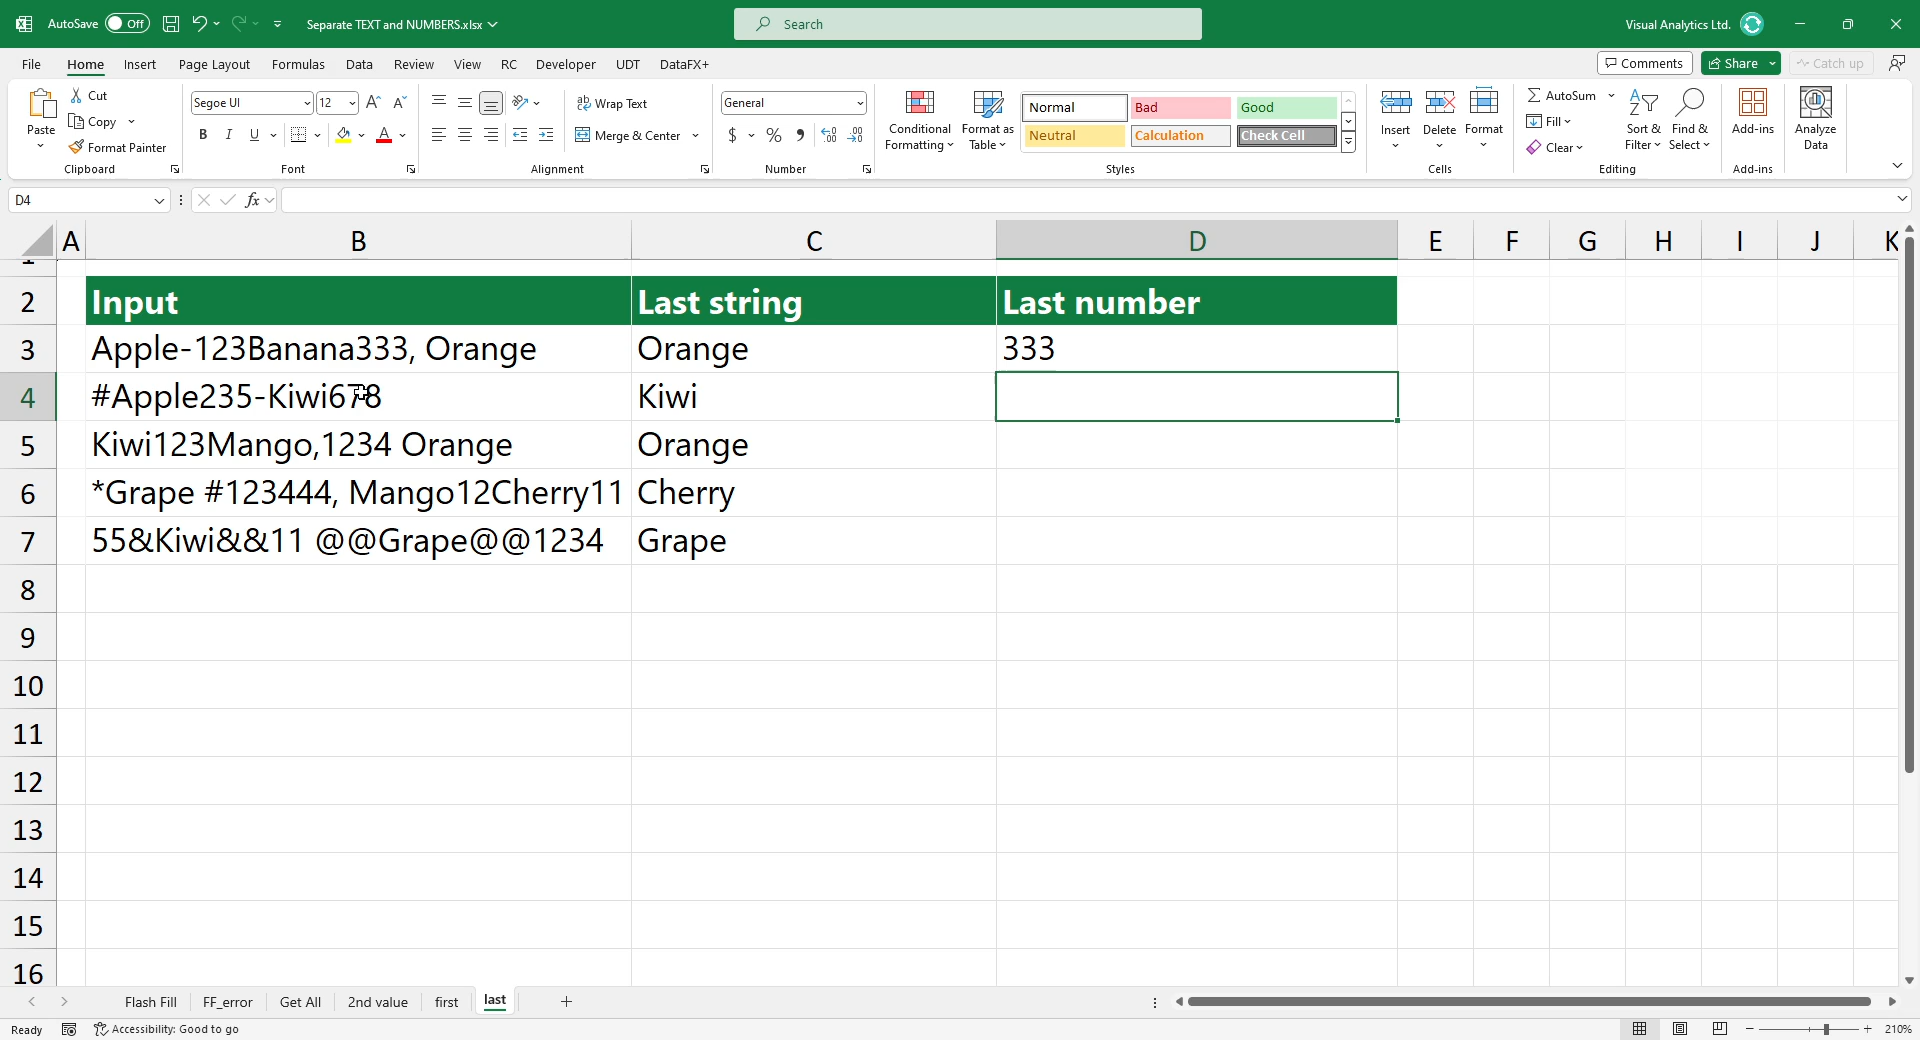 AutoSave Off Separate TEXT and NUMBERS.xlsx Search Visual Analytics Ltd.
File Home Insert Page Layout Formulas Data Review View RC Developer UDT DataFX+ Comments Share Catch up
Paste Cut Copy Format Painter Clipboard
Segoe UI 12 B I U A Font
Wrap Text Merge & Center Alignment
General $ % Number
Conditional Formatting Format as Table Normal Bad Good Neutral Calculation Check Cell Styles
Insert Delete Format Cells
AutoSum Fill Clear Sort & Filter Find & Select Editing
Add-ins Add-ins
Analyze Data
D4 fx
A B C D E F G H I J K
1
2 Input Last string Last number
3 Apple-123Banana333, Orange Orange 333
4 #Apple235-Kiwi678 Kiwi
5 Kiwi123Mango,1234 Orange Orange
6 *Grape #123444, Mango12Cherry11 Cherry
7 55&Kiwi&&11 @@Grape@@1234 Grape
8
9
10
11
12
13
14
15
16
Flash Fill FF_error Get All 2nd value first last
Ready Accessibility: Good to go 210%